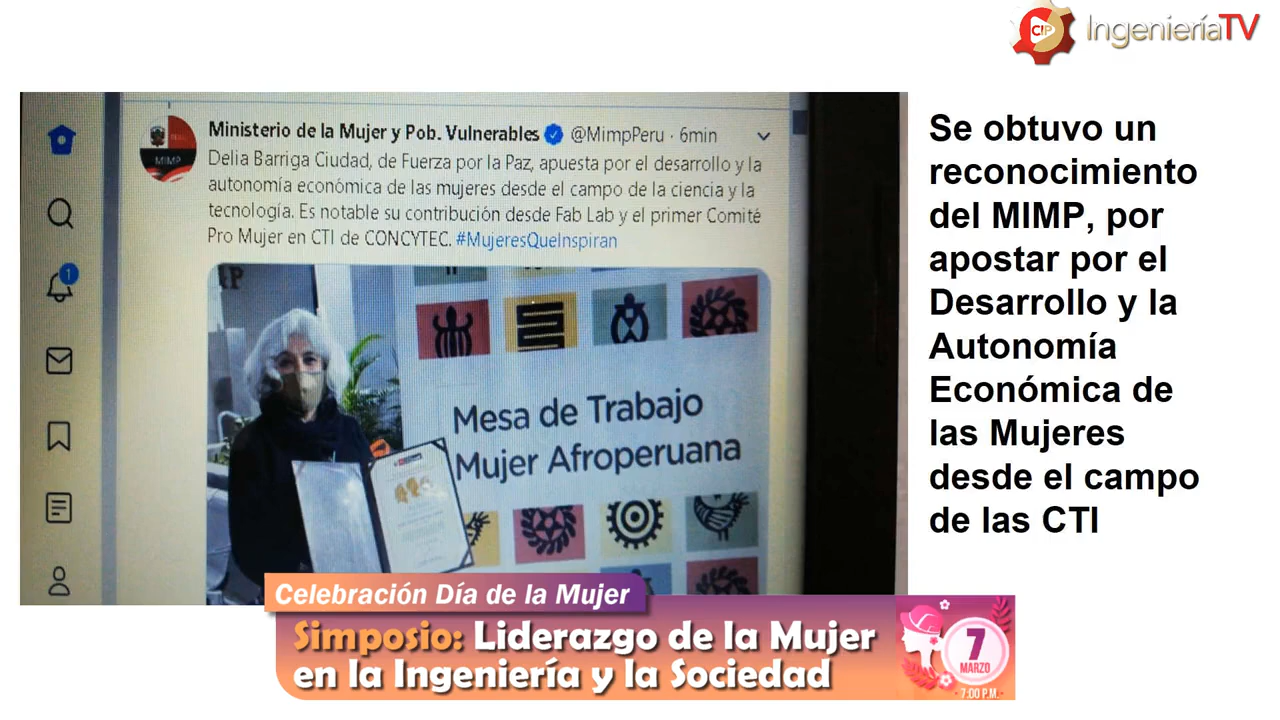 CIP IngenieríaTV
Ministerio de la Mujer y Pob. Vulnerables @MimpPeru · 6min
Delia Barriga Ciudad, de Fuerza por la Paz, apuesta por el desarrollo y la
autonomía económica de las mujeres desde el campo de la ciencia y la
tecnología. Es notable su contribución desde Fab Lab y el primer Comité
Pro Mujer en CTI de CONCYTEC. #MujeresQueInspiran
MIMP
1
Mesa de Trabajo
Mujer Afroperuana
Se obtuvo un
reconocimiento
del MIMP, por
apostar por el
Desarrollo y la
Autonomía
Económica de
las Mujeres
desde el campo
de las CTI
Celebración Día de la Mujer
Simposio: Liderazgo de la Mujer
en la Ingeniería y la Sociedad
7
MARZO
· 7:00 P.M. ·